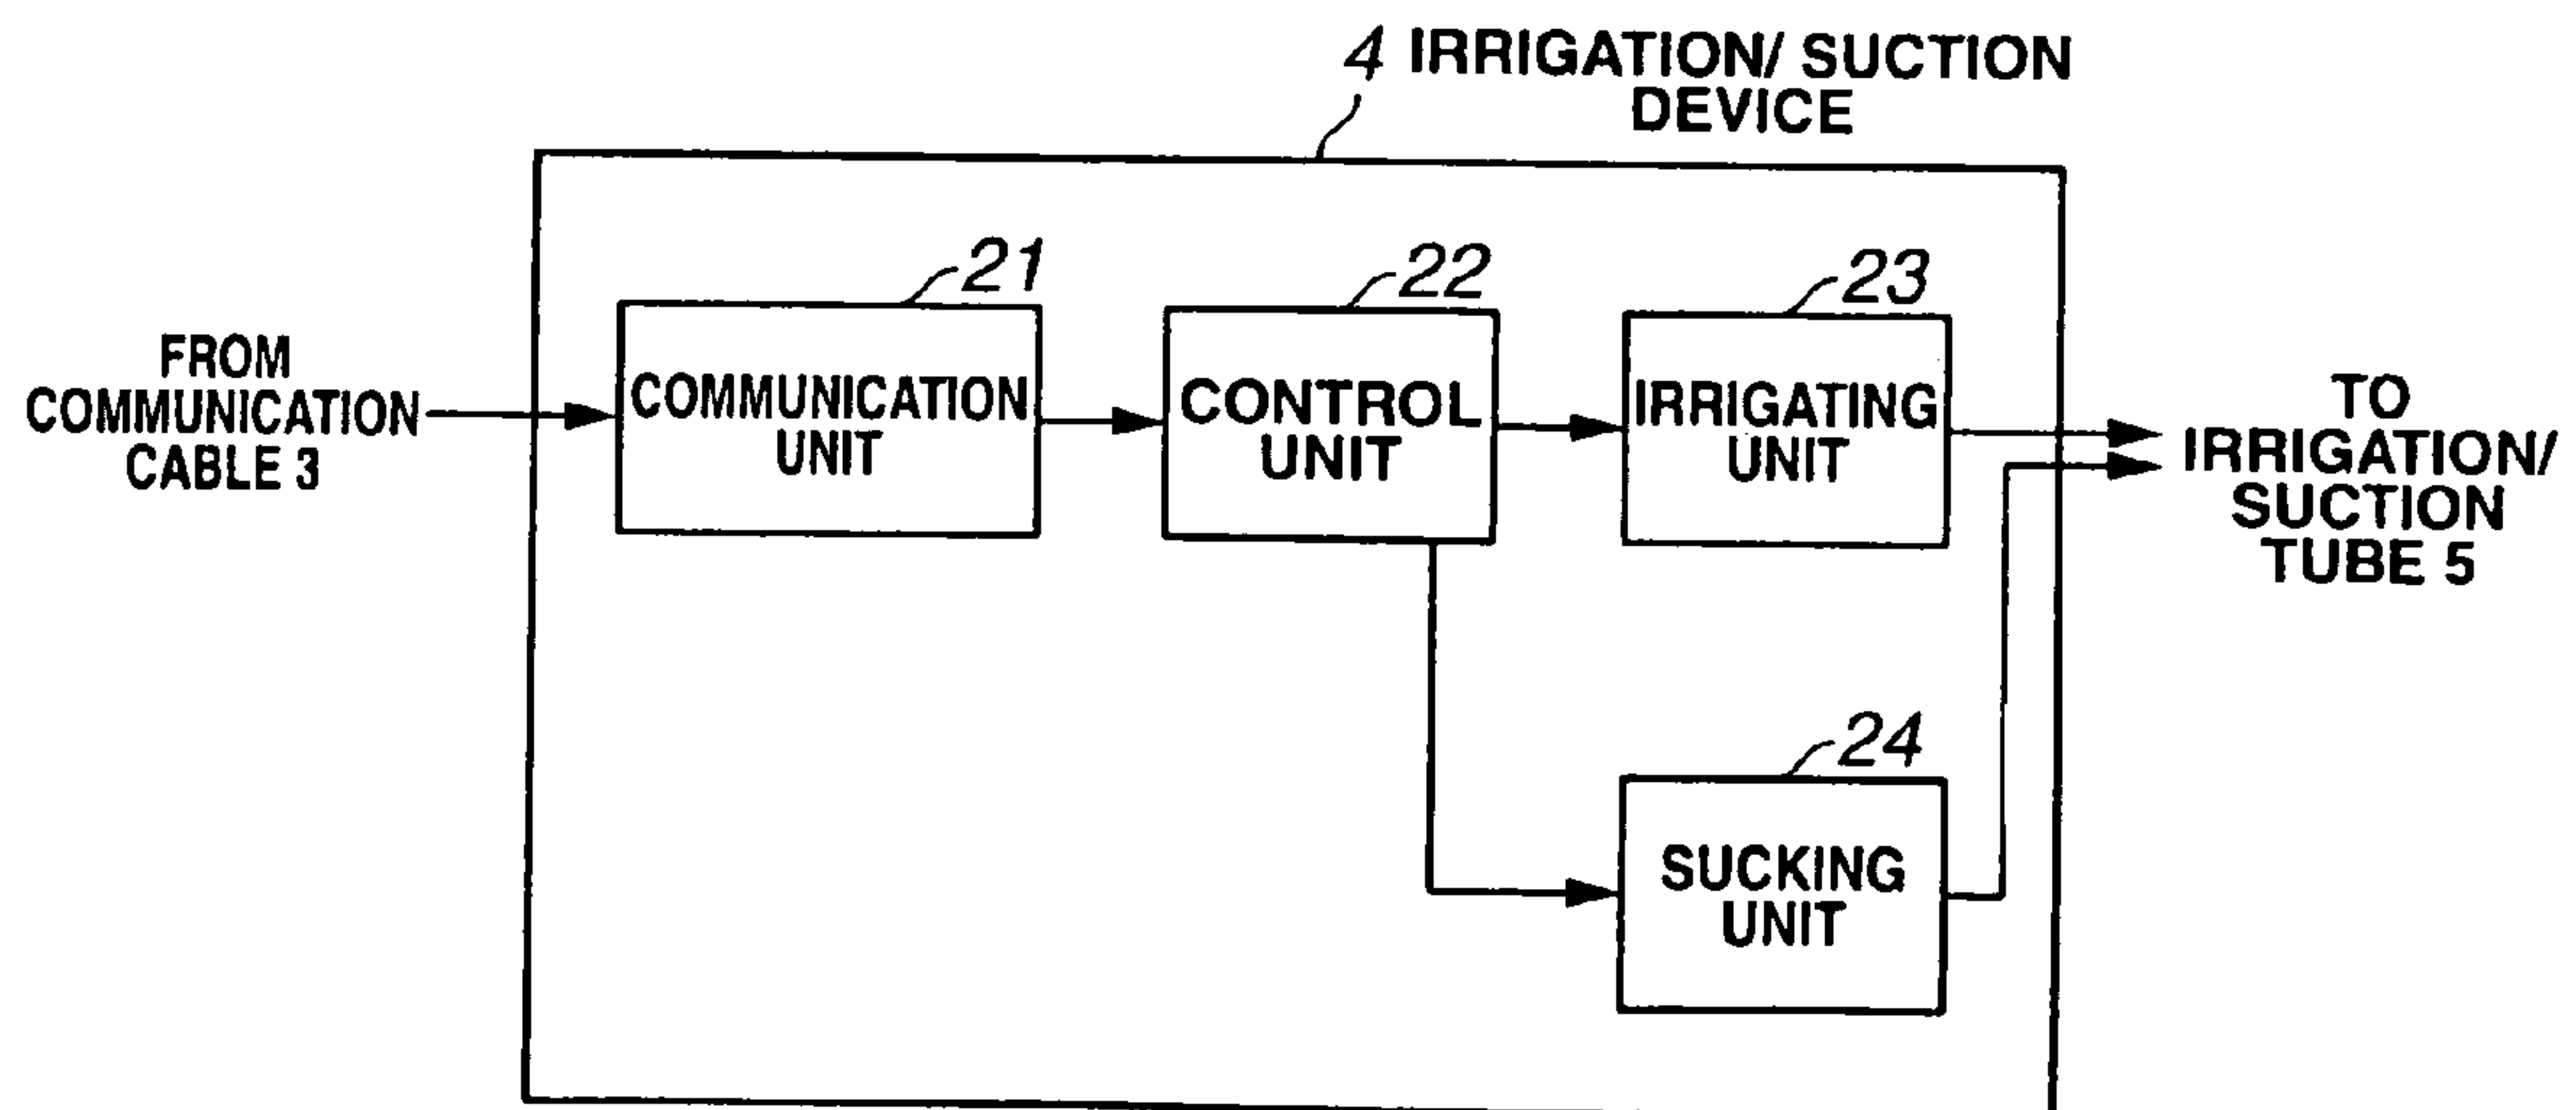 4 IRRIGATION/ SUCTION
DEVICE
21
22
23
FROM
COMMUNICATION
CABLE 3
COMMUNICATION
UNIT
CONTROL
UNIT
IRRIGATING
UNIT
TO
IRRIGATION/
SUCTION
TUBE 5
24
SUCKING
UNIT